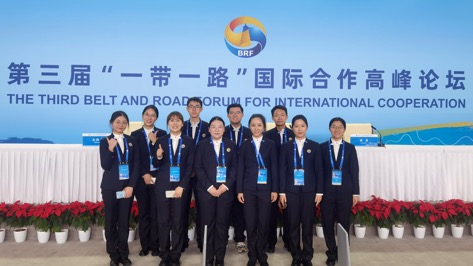 BRF
第三届“一带一路”国际合作高峰论坛
THE THIRD BELT AND ROAD FORUM FOR INTERNATIONAL COOPERATION